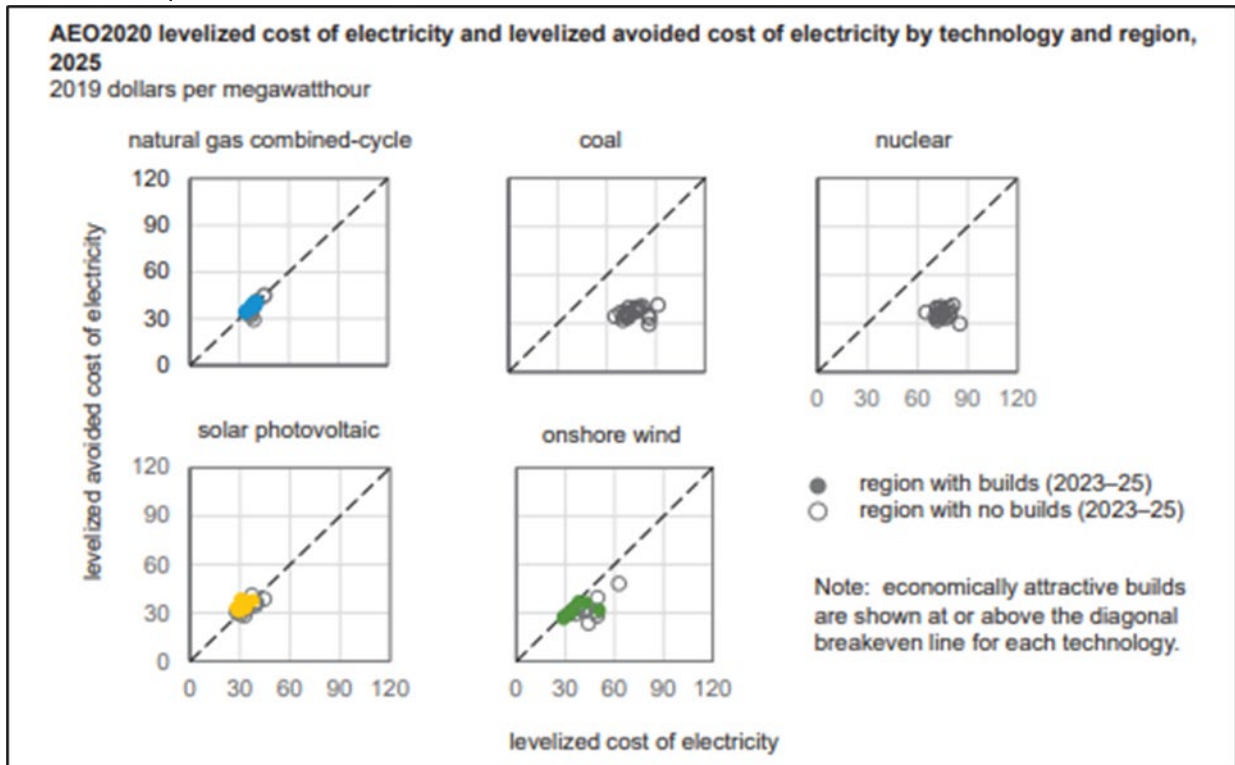 AEO2020 levelized cost of electricity and levelized avoided cost of electricity by technology and region,
2025
2019 dollars per megawatthour
natural gas combined-cycle
coal
nuclear
levelized avoided cost of electricity
120
90
60
30
0
0 30 60 90 120
solar photovoltaic
onshore wind
120
90
60
30
0
0 30 60 90 120
0 30 60 90 120
region with builds (2023–25)
region with no builds (2023–25)
Note: economically attractive builds
are shown at or above the diagonal
breakeven line for each technology.
levelized cost of electricity